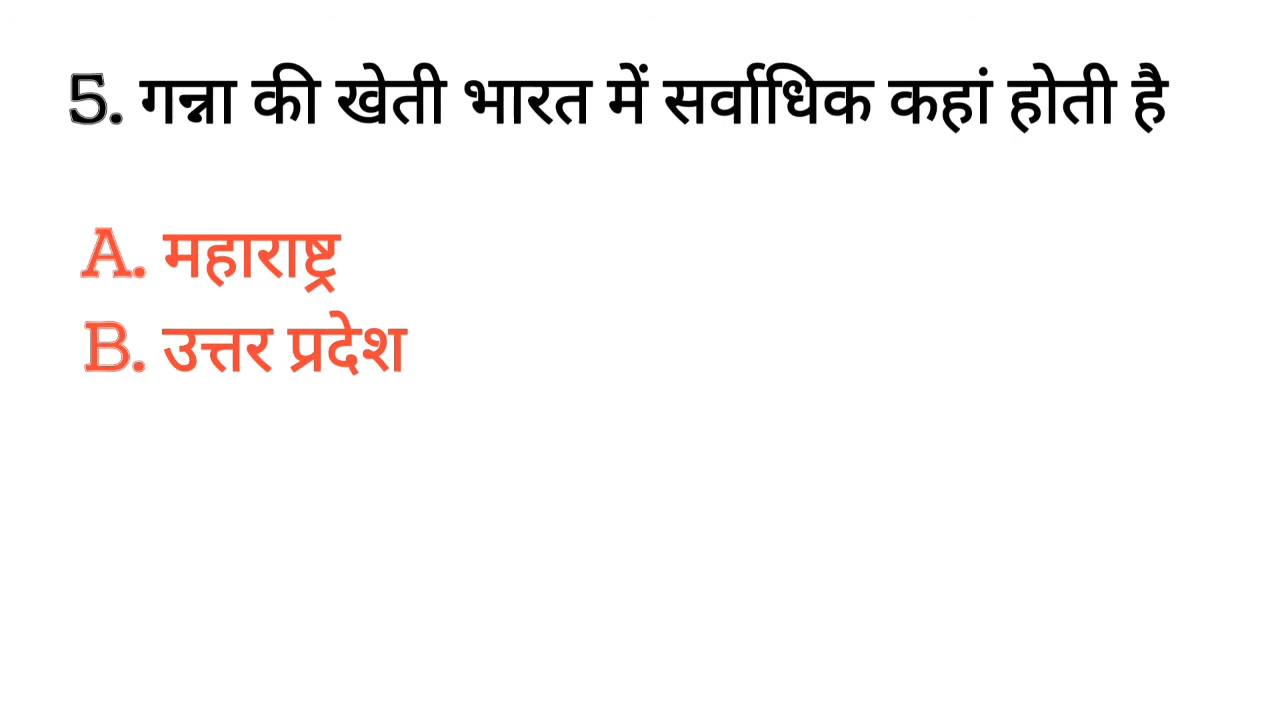 5. गन्ना की खेती भारत में सर्वाधिक कहां होती है
A. महाराष्ट्र
B. उत्तर प्रदेश